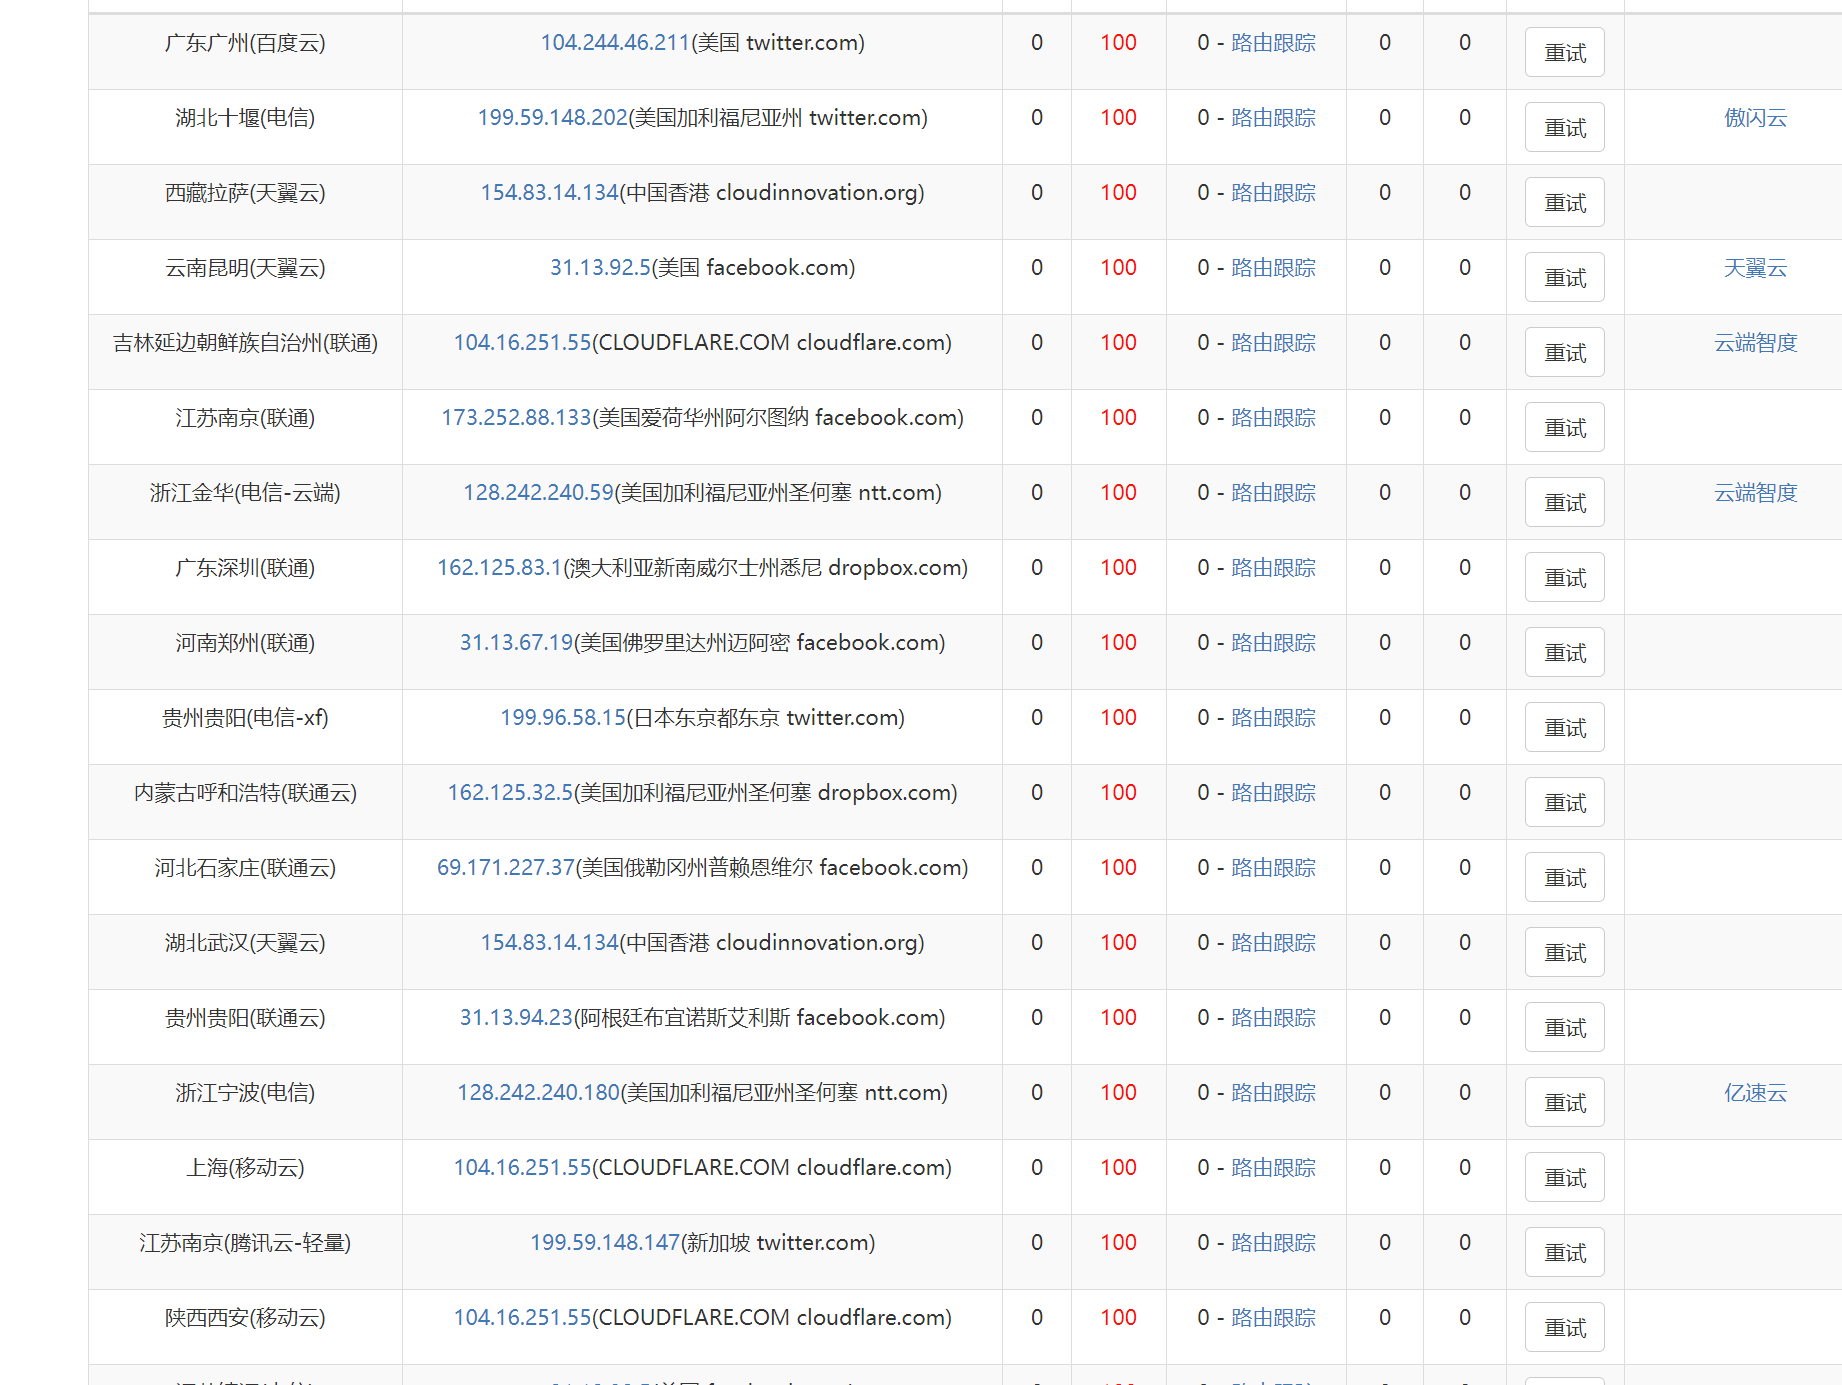 广东广州(百度云) 104.244.46.211(美国 twitter.com) 0 100 0 - 路由跟踪 0 0 重试
湖北十堰(电信) 199.59.148.202(美国加利福尼亚州 twitter.com) 0 100 0 - 路由跟踪 0 0 重试 傲闪云
西藏拉萨(天翼云) 154.83.14.134(中国香港 cloudinnovation.org) 0 100 0 - 路由跟踪 0 0 重试
云南昆明(天翼云) 31.13.92.5(美国 facebook.com) 0 100 0 - 路由跟踪 0 0 重试 天翼云
吉林延边朝鲜族自治州(联通) 104.16.251.55(CLOUDFLARE.COM cloudflare.com) 0 100 0 - 路由跟踪 0 0 重试 云端智度
江苏南京(联通) 173.252.88.133(美国爱荷华州阿尔图纳 facebook.com) 0 100 0 - 路由跟踪 0 0 重试
浙江金华(电信-云端) 128.242.240.59(美国加利福尼亚州圣何塞 ntt.com) 0 100 0 - 路由跟踪 0 0 重试 云端智度
广东深圳(联通) 162.125.83.1(澳大利亚新南威尔士州悉尼 dropbox.com) 0 100 0 - 路由跟踪 0 0 重试
河南郑州(联通) 31.13.67.19(美国佛罗里达州迈阿密 facebook.com) 0 100 0 - 路由跟踪 0 0 重试
贵州贵阳(电信-xf) 199.96.58.15(日本东京都东京 twitter.com) 0 100 0 - 路由跟踪 0 0 重试
内蒙古呼和浩特(联通云) 162.125.32.5(美国加利福尼亚州圣何塞 dropbox.com) 0 100 0 - 路由跟踪 0 0 重试
河北石家庄(联通云) 69.171.227.37(美国俄勒冈州普赖恩维尔 facebook.com) 0 100 0 - 路由跟踪 0 0 重试
湖北武汉(天翼云) 154.83.14.134(中国香港 cloudinnovation.org) 0 100 0 - 路由跟踪 0 0 重试
贵州贵阳(联通云) 31.13.94.23(阿根廷布宜诺斯艾利斯 facebook.com) 0 100 0 - 路由跟踪 0 0 重试
浙江宁波(电信) 128.242.240.180(美国加利福尼亚州圣何塞 ntt.com) 0 100 0 - 路由跟踪 0 0 重试 亿速云
上海(移动云) 104.16.251.55(CLOUDFLARE.COM cloudflare.com) 0 100 0 - 路由跟踪 0 0 重试
江苏南京(腾讯云-轻量) 199.59.148.147(新加坡 twitter.com) 0 100 0 - 路由跟踪 0 0 重试
陕西西安(移动云) 104.16.251.55(CLOUDFLARE.COM cloudflare.com) 0 100 0 - 路由跟踪 0 0 重试